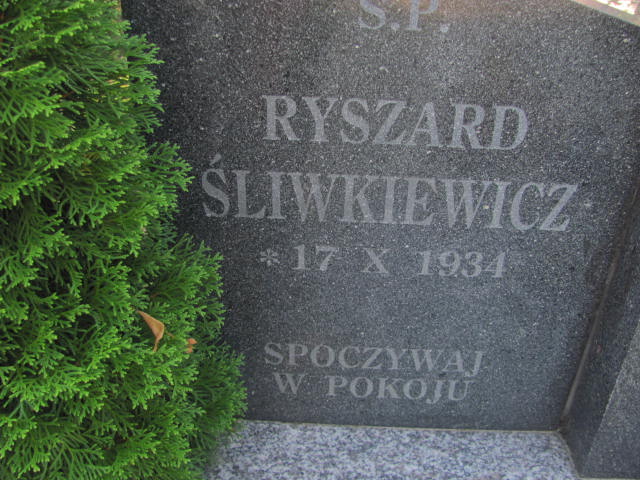 Ś.P.
RYSZARD
ŚLIWKIEWICZ
* 17 X 1934
SPOCZYWAJ
W POKOJU